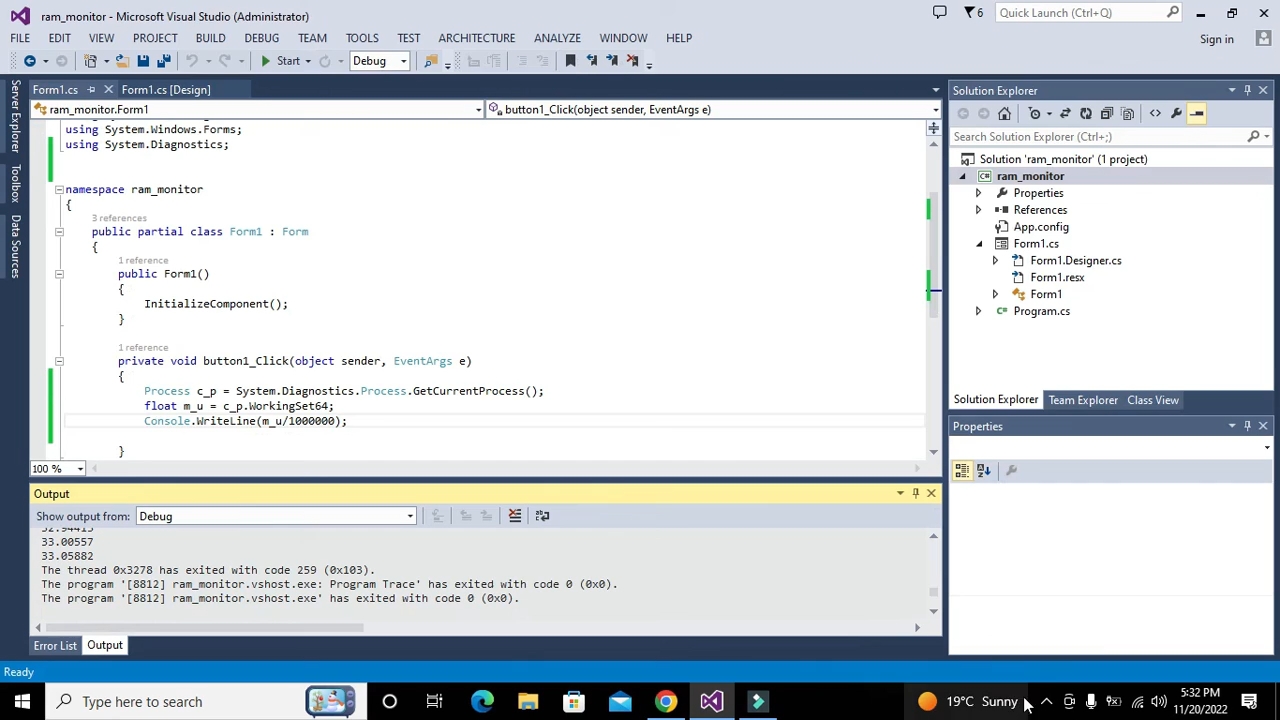 ram_monitor - Microsoft Visual Studio (Administrator)
6
Quick Launch (Ctrl+Q)
FILE EDIT VIEW PROJECT BUILD DEBUG TEAM TOOLS TEST ARCHITECTURE ANALYZE WINDOW HELP
Sign in
Start
Debug
Server Explorer
Toolbox
Data Sources
Form1.cs
Form1.cs [Design]
ram_monitor.Form1
button1_Click(object sender, EventArgs e)
using System.Windows.Forms;
using System.Diagnostics;
namespace ram_monitor
{
3 references
public partial class Form1 : Form
{
1 reference
public Form1()
{
InitializeComponent();
}
1 reference
private void button1_Click(object sender, EventArgs e)
{
Process c_p = System.Diagnostics.Process.GetCurrentProcess();
float m_u = c_p.WorkingSet64;
Console.WriteLine(m_u/1000000);
}
100 %
Output
Show output from: Debug
32.94413
33.00557
33.05882
The thread 0x3278 has exited with code 259 (0x103).
The program '[8812] ram_monitor.vshost.exe: Program Trace' has exited with code 0 (0x0).
The program '[8812] ram_monitor.vshost.exe' has exited with code 0 (0x0).
Error List
Output
Solution Explorer
Search Solution Explorer (Ctrl+;)
Solution 'ram_monitor' (1 project)
ram_monitor
Properties
References
App.config
Form1.cs
Form1.Designer.cs
Form1.resx
Form1
Program.cs
Solution Explorer Team Explorer Class View
Properties
Ready
Type here to search
19°C Sunny
5:32 PM
11/20/2022